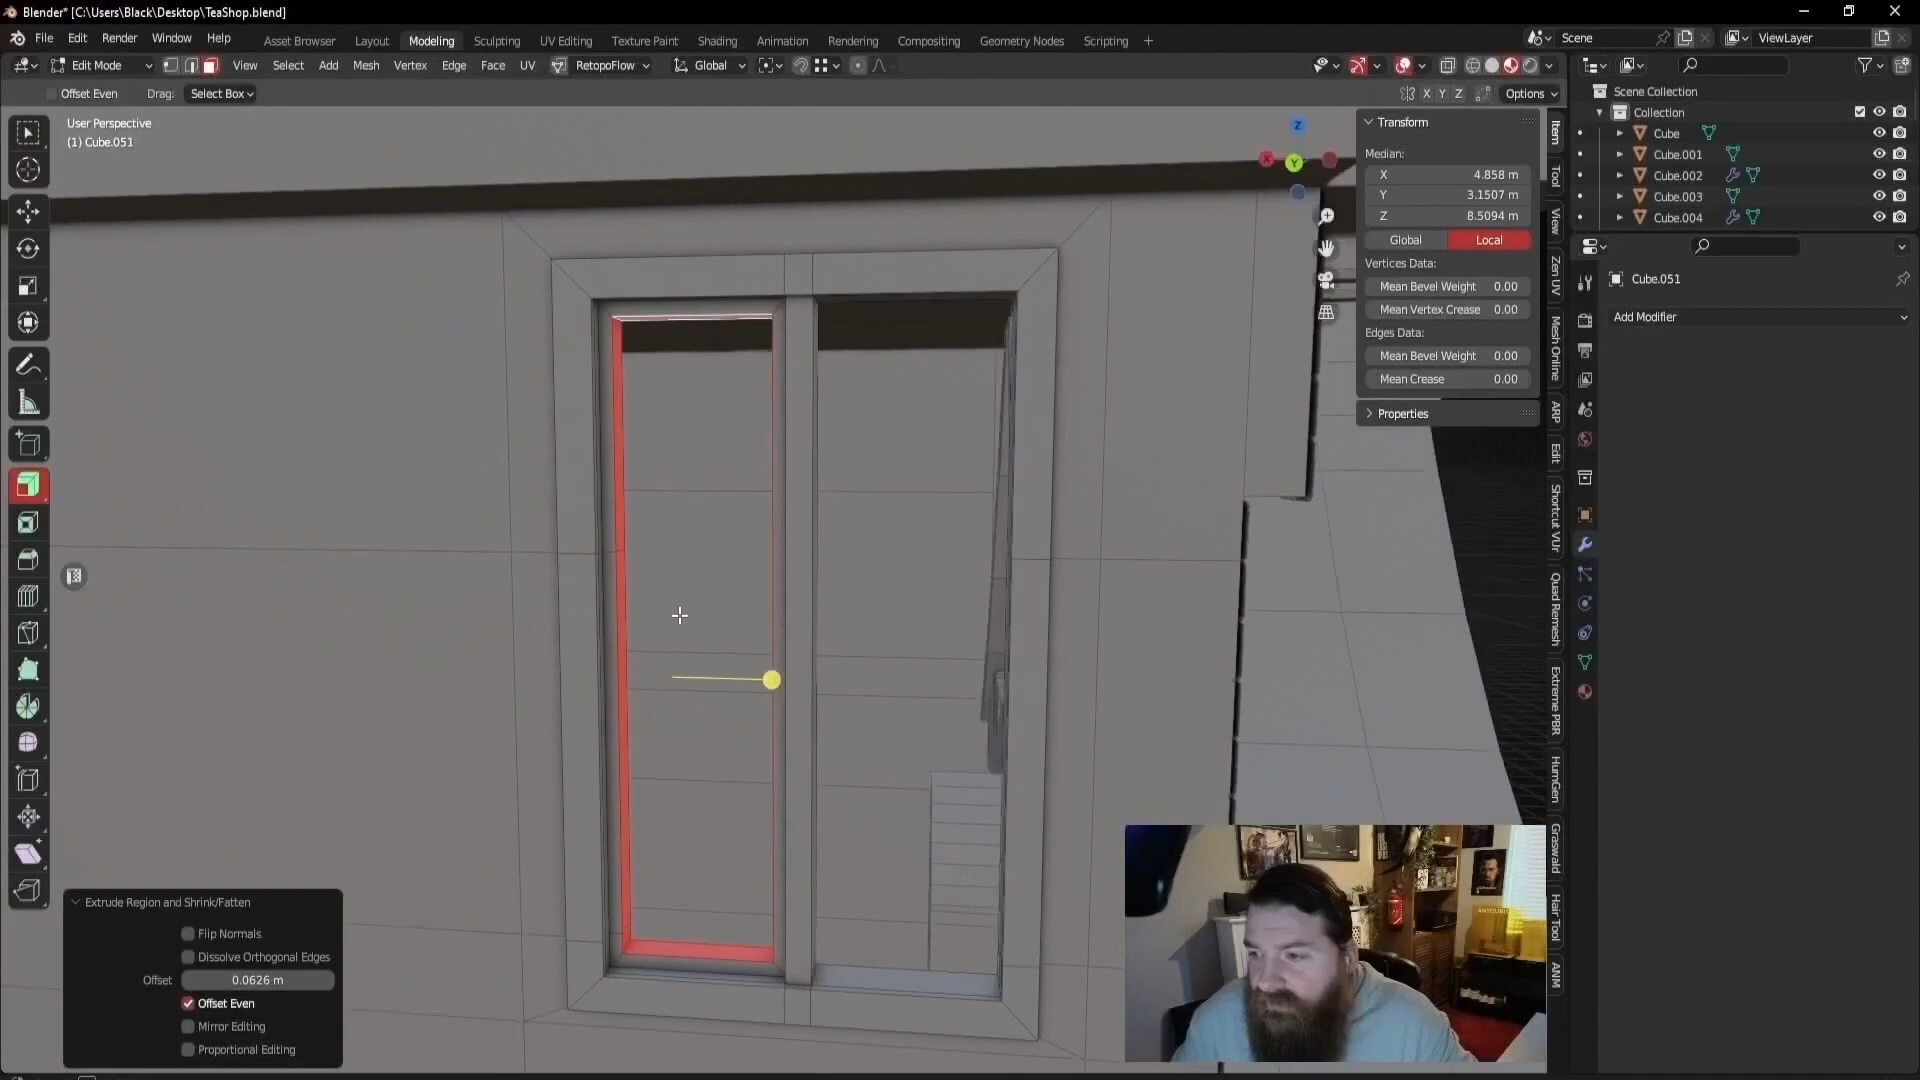 Blender* [C:\Users\Black\Desktop\TeaShop.blend]
File Edit Render Window Help
Asset Browser Layout Modeling Sculpting UV Editing Texture Paint Shading Animation Rendering Compositing Geometry Nodes Scripting +
Scene
ViewLayer
Edit Mode
View Select Add Mesh Vertex Edge Face UV
RetopoFlow
Global
Offset Even
Drag:
Select Box
X Y Z
Options
User Perspective
(1) Cube.051
Z
X
Y
Transform
Median:
X 4.858 m
Y 3.1507 m
Z 8.5094 m
Global
Local
Vertices Data:
Mean Bevel Weight 0.00
Mean Vertex Crease 0.00
Edges Data:
Mean Bevel Weight 0.00
Mean Crease 0.00
Properties
Item
Tool
View
Zen UV
Mesh Online
ARP
Edit
Shortcut VUr
Quad Remesh
Extreme PBR
HumGen
Graswald
Hair Tool
ANM
Scene Collection
Collection
Cube
Cube.001
Cube.002
Cube.003
Cube.004
Cube.051
Add Modifier
Extrude Region and Shrink/Fatten
Flip Normals
Dissolve Orthogonal Edges
Offset 0.0626 m
Offset Even
Mirror Editing
Proportional Editing